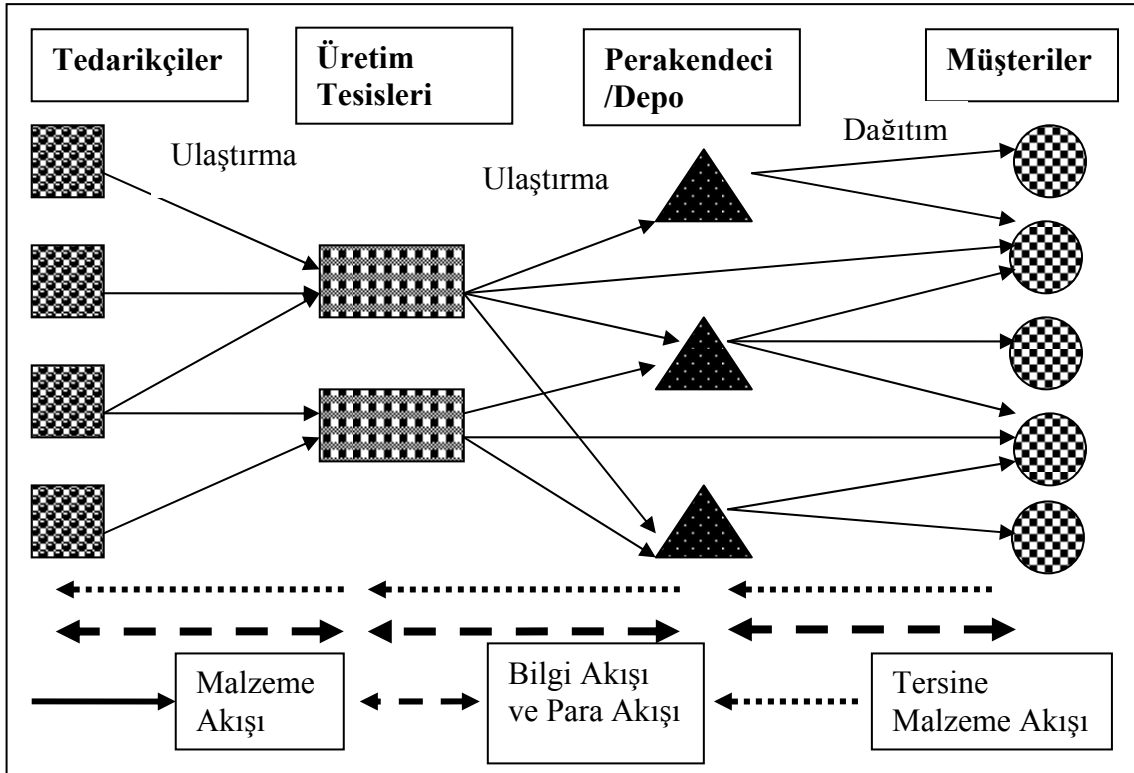 Tedarikçiler
Üretim
Tesisleri
Perakendeci
/Depo
Müşteriler
Ulaştırma
Ulaştırma
Dağıtım
Malzeme
Akışı
Bilgi Akışı
ve Para Akışı
Tersine
Malzeme Akışı